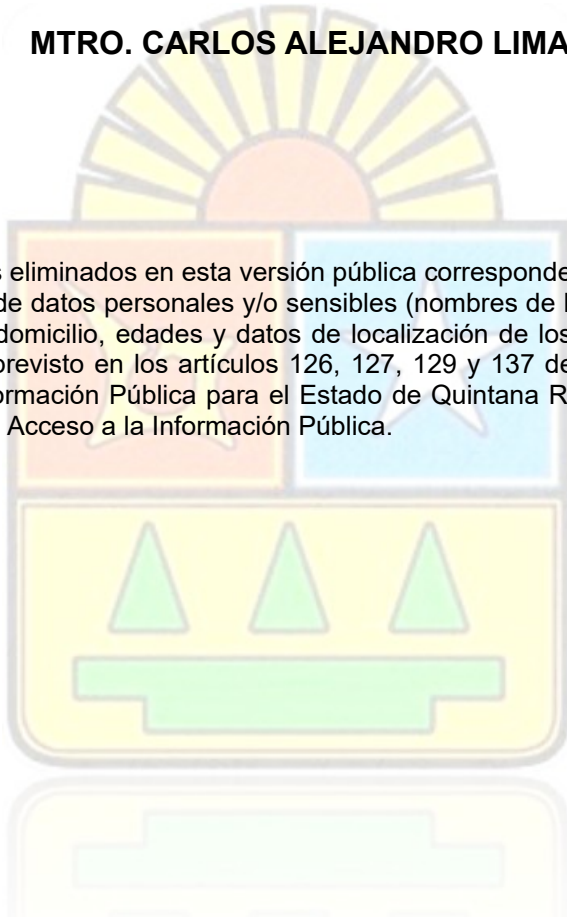 MTRO. CARLOS ALEJANDRO LIMA
s eliminados en esta versión pública corresponde
de datos personales y/o sensibles (nombres de l
domicilio, edades y datos de localización de los
previsto en los artículos 126, 127, 129 y 137 de
ormación Pública para el Estado de Quintana R
Acceso a la Información Pública.